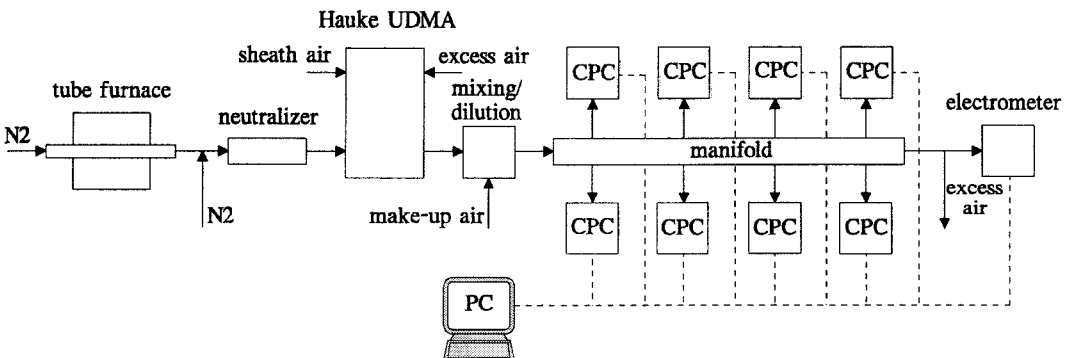 Hauke UDMA
sheath air
excess air
tube furnace
neutralizer
mixing/
dilution
N2
N2
make-up air
CPC
CPC
CPC
CPC
manifold
CPC
CPC
CPC
CPC
electrometer
excess
air
PC